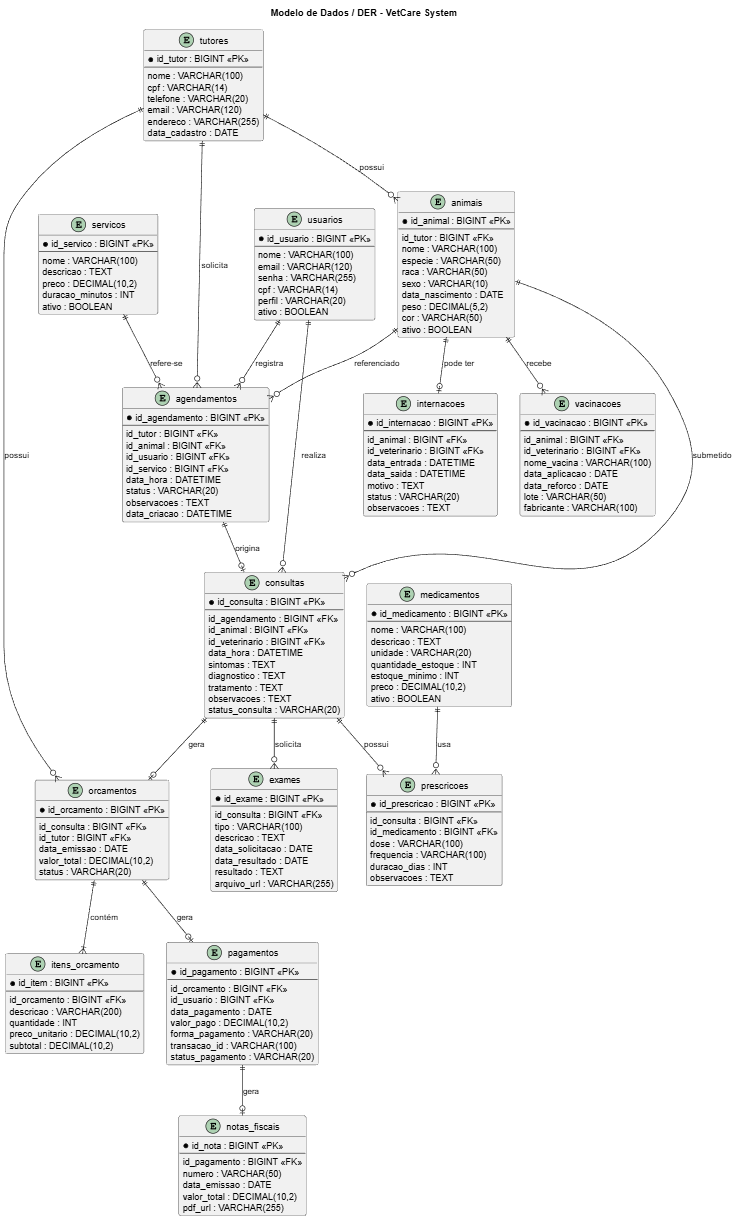 Modelo de Dados / DER - VetCare System
E tutores
id_tutor : BIGINT «PK»
nome : VARCHAR(100)
cpf : VARCHAR(14)
telefone : VARCHAR(20)
email : VARCHAR(120)
endereco : VARCHAR(255)
data_cadastro : DATE
possui
E animais
id_animal : BIGINT «PK»
id_tutor : BIGINT «FK»
nome : VARCHAR(100)
especie : VARCHAR(50)
raca : VARCHAR(50)
sexo : VARCHAR(10)
data_nascimento : DATE
peso : DECIMAL(5,2)
cor : VARCHAR(50)
ativo : BOOLEAN
E servicos
id_servico : BIGINT «PK»
nome : VARCHAR(100)
descricao : TEXT
preco : DECIMAL(10,2)
duracao_minutos : INT
ativo : BOOLEAN
solicita
E usuarios
id_usuario : BIGINT «PK»
nome : VARCHAR(100)
email : VARCHAR(120)
senha : VARCHAR(255)
cpf : VARCHAR(14)
perfil : VARCHAR(20)
ativo : BOOLEAN
refere-se
registra
referenciado
pode ter
recebe
E agendamentos
id_agendamento : BIGINT «PK»
id_tutor : BIGINT «FK»
id_animal : BIGINT «FK»
id_usuario : BIGINT «FK»
id_servico : BIGINT «FK»
data_hora : DATETIME
status : VARCHAR(20)
observacoes : TEXT
data_criacao : DATETIME
E internacoes
id_internacao : BIGINT «PK»
id_animal : BIGINT «FK»
id_veterinario : BIGINT «FK»
data_entrada : DATETIME
data_saida : DATETIME
motivo : TEXT
status : VARCHAR(20)
observacoes : TEXT
E vacinacoes
id_vacinacao : BIGINT «PK»
id_animal : BIGINT «FK»
id_veterinario : BIGINT «FK»
nome_vacina : VARCHAR(100)
data_aplicacao : DATE
data_reforco : DATE
lote : VARCHAR(50)
fabricante : VARCHAR(100)
possui
realiza
submetido
origina
E consultas
id_consulta : BIGINT «PK»
id_agendamento : BIGINT «FK»
id_animal : BIGINT «FK»
id_veterinario : BIGINT «FK»
data_hora : DATETIME
sintomas : TEXT
diagnostico : TEXT
tratamento : TEXT
observacoes : TEXT
status_consulta : VARCHAR(20)
E medicamentos
id_medicamento : BIGINT «PK»
nome : VARCHAR(100)
descricao : TEXT
unidade : VARCHAR(20)
quantidade_estoque : INT
estoque_minimo : INT
preco : DECIMAL(10,2)
ativo : BOOLEAN
gera
solicita
possui
usa
E orcamentos
id_orcamento : BIGINT «PK»
id_consulta : BIGINT «FK»
id_tutor : BIGINT «FK»
data_emissao : DATE
valor_total : DECIMAL(10,2)
status : VARCHAR(20)
E exames
id_exame : BIGINT «PK»
id_consulta : BIGINT «FK»
tipo : VARCHAR(100)
descricao : TEXT
data_solicitacao : DATE
data_resultado : DATE
resultado : TEXT
arquivo_url : VARCHAR(255)
E prescricoes
id_prescricao : BIGINT «PK»
id_consulta : BIGINT «FK»
id_medicamento : BIGINT «FK»
dose : VARCHAR(100)
frequencia : VARCHAR(100)
duracao_dias : INT
observacoes : TEXT
contém
gera
E itens_orcamento
id_item : BIGINT «PK»
id_orcamento : BIGINT «FK»
descricao : VARCHAR(200)
quantidade : INT
preco_unitario : DECIMAL(10,2)
subtotal : DECIMAL(10,2)
E pagamentos
id_pagamento : BIGINT «PK»
id_orcamento : BIGINT «FK»
id_usuario : BIGINT «FK»
data_pagamento : DATE
valor_pago : DECIMAL(10,2)
forma_pagamento : VARCHAR(20)
transacao_id : VARCHAR(100)
status_pagamento : VARCHAR(20)
gera
E notas_fiscais
id_nota : BIGINT «PK»
id_pagamento : BIGINT «FK»
numero : VARCHAR(50)
data_emissao : DATE
valor_total : DECIMAL(10,2)
pdf_url : VARCHAR(255)